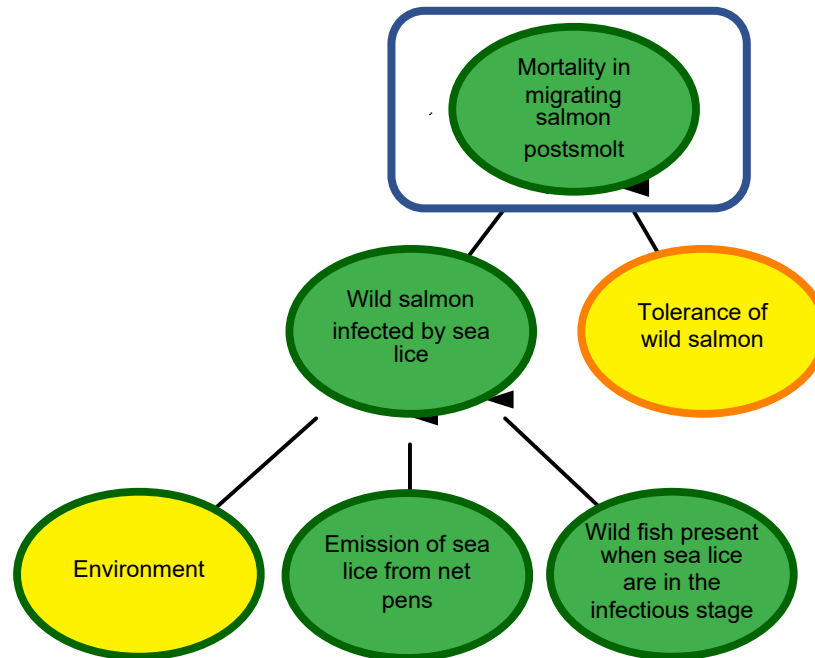 Mortality in
migrating
salmon
postsmolt
Wild salmon
infected by sea
lice
Tolerance of
wild salmon
Environment
Emission of sea
lice from net
pens
Wild fish present
when sea lice
are in the
infectious stage